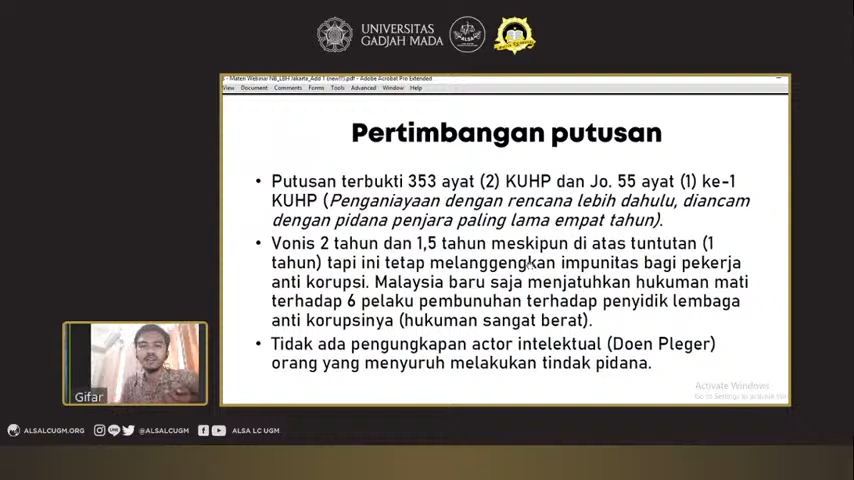 UNIVERSITAS
GADJAH MADA
ALSA
- Materi Webinar NB_LBH Jakarta_Add 1 (new!!!).pdf - Adobe Acrobat Pro Extended
View Document Comments Forms Tools Advanced Window Help
Pertimbangan putusan
• Putusan terbukti 353 ayat (2) KUHP dan Jo. 55 ayat (1) ke-1
KUHP (Penganiayaan dengan rencana lebih dahulu, diancam
dengan pidana penjara paling lama empat tahun).
• Vonis 2 tahun dan 1,5 tahun meskipun di atas tuntutan (1
tahun) tapi ini tetap melanggengkan impunitas bagi pekerja
anti korupsi. Malaysia baru saja menjatuhkan hukuman mati
terhadap 6 pelaku pembunuhan terhadap penyidik lembaga
anti korupsinya (hukuman sangat berat).
• Tidak ada pengungkapan actor intelektual (Doen Pleger)
orang yang menyuruh melakukan tindak pidana.
Activate Windows
Go to Settings to activate
Gifar
ALSALCUGM.ORG @ALSALCUGM ALSA LC UGM